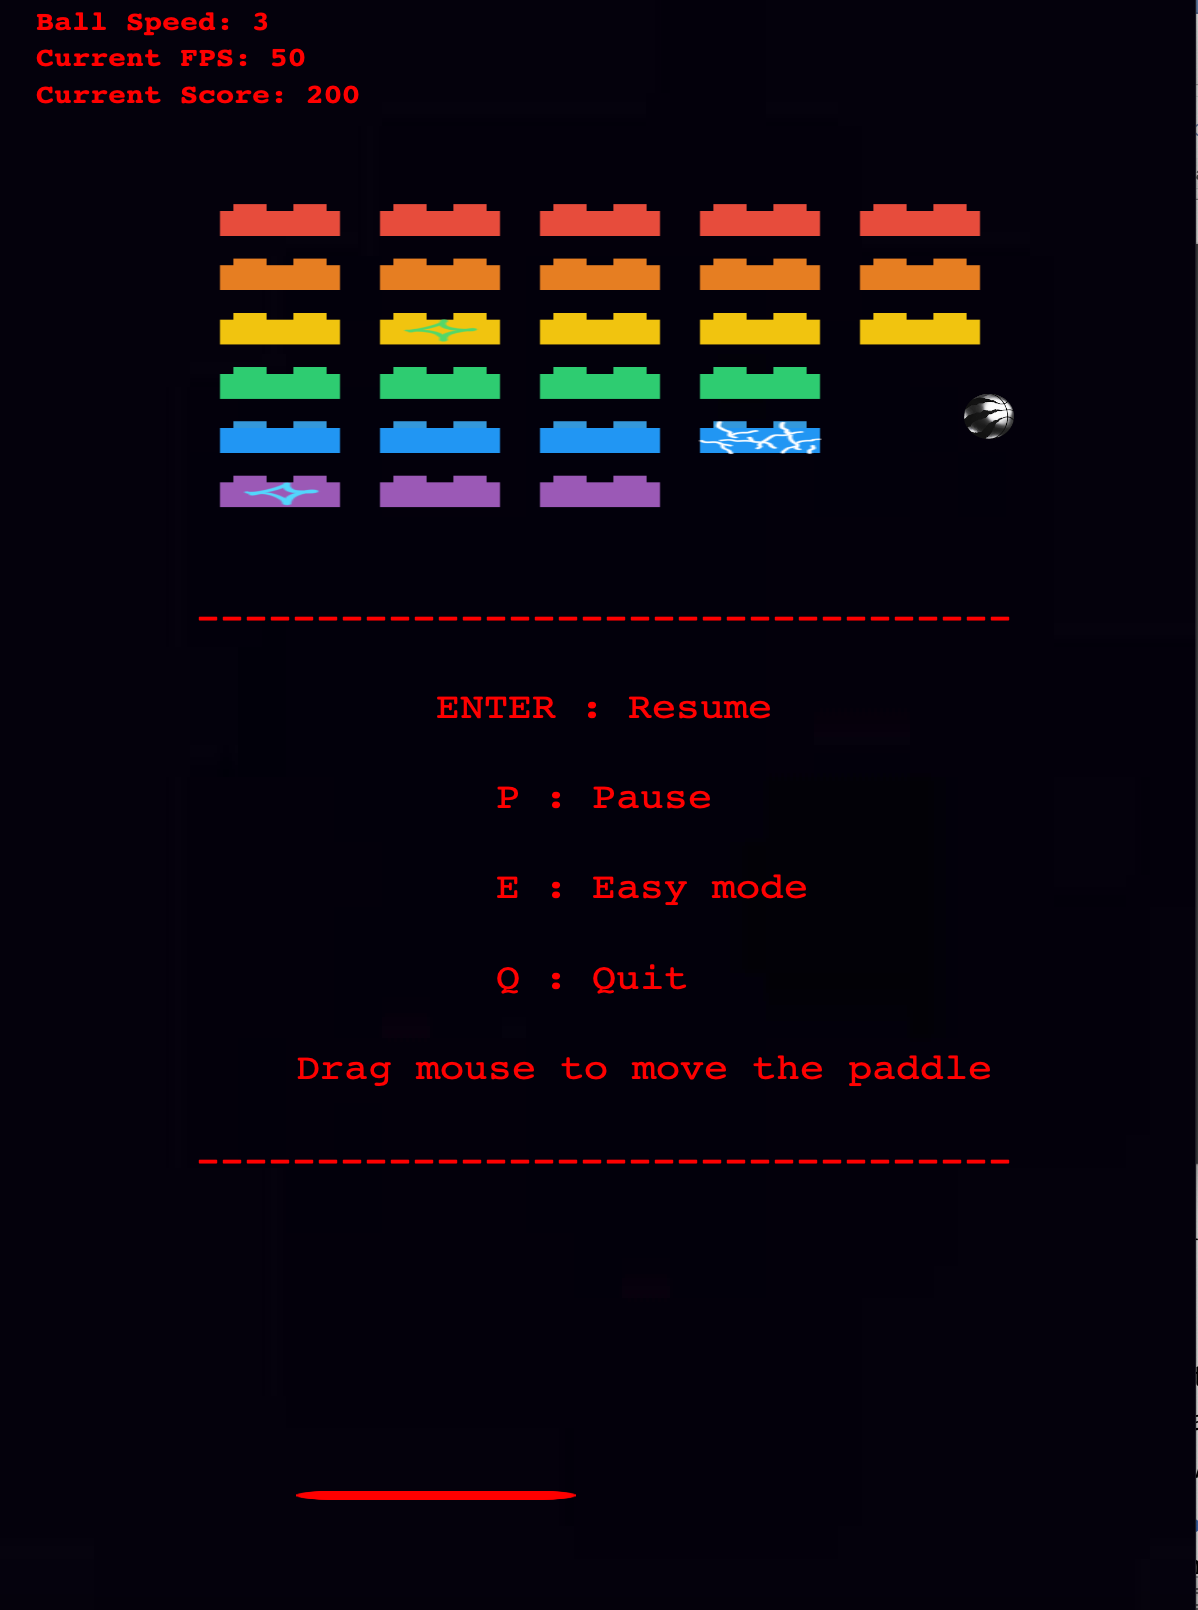 Ball Speed: 3
Current FPS: 50
Current Score: 200
ENTER : Resume
P : Pause
E : Easy mode
Q : Quit
Drag mouse to move the paddle